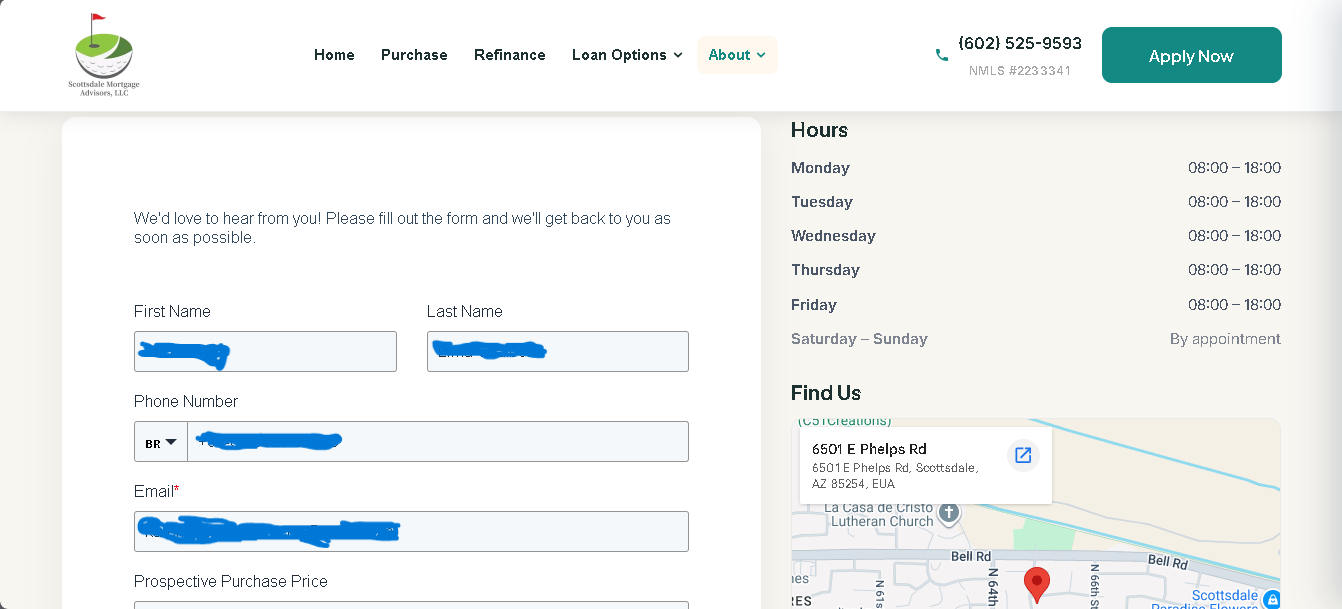 Scottsdale Mortgage
Advisors, LLC
Home
Purchase
Refinance
Loan Options
About
(602) 525-9593
NMLS #2233341
Apply Now
We'd love to hear from you! Please fill out the form and we'll get back to you as
soon as possible.
First Name
Last Name
Phone Number
BR
Email*
Prospective Purchase Price
Hours
Monday 08:00 – 18:00
Tuesday 08:00 – 18:00
Wednesday 08:00 – 18:00
Thursday 08:00 – 18:00
Friday 08:00 – 18:00
Saturday – Sunday By appointment
Find Us
(C51Creations)
6501 E Phelps Rd
6501 E Phelps Rd, Scottsdale,
AZ 85254, EUA
La Casa de Cristo
Lutheran Church
Bell Rd
Bell Rd
N 64th
N 66th St
N 61s
Scottsdale
Paradise Flowers